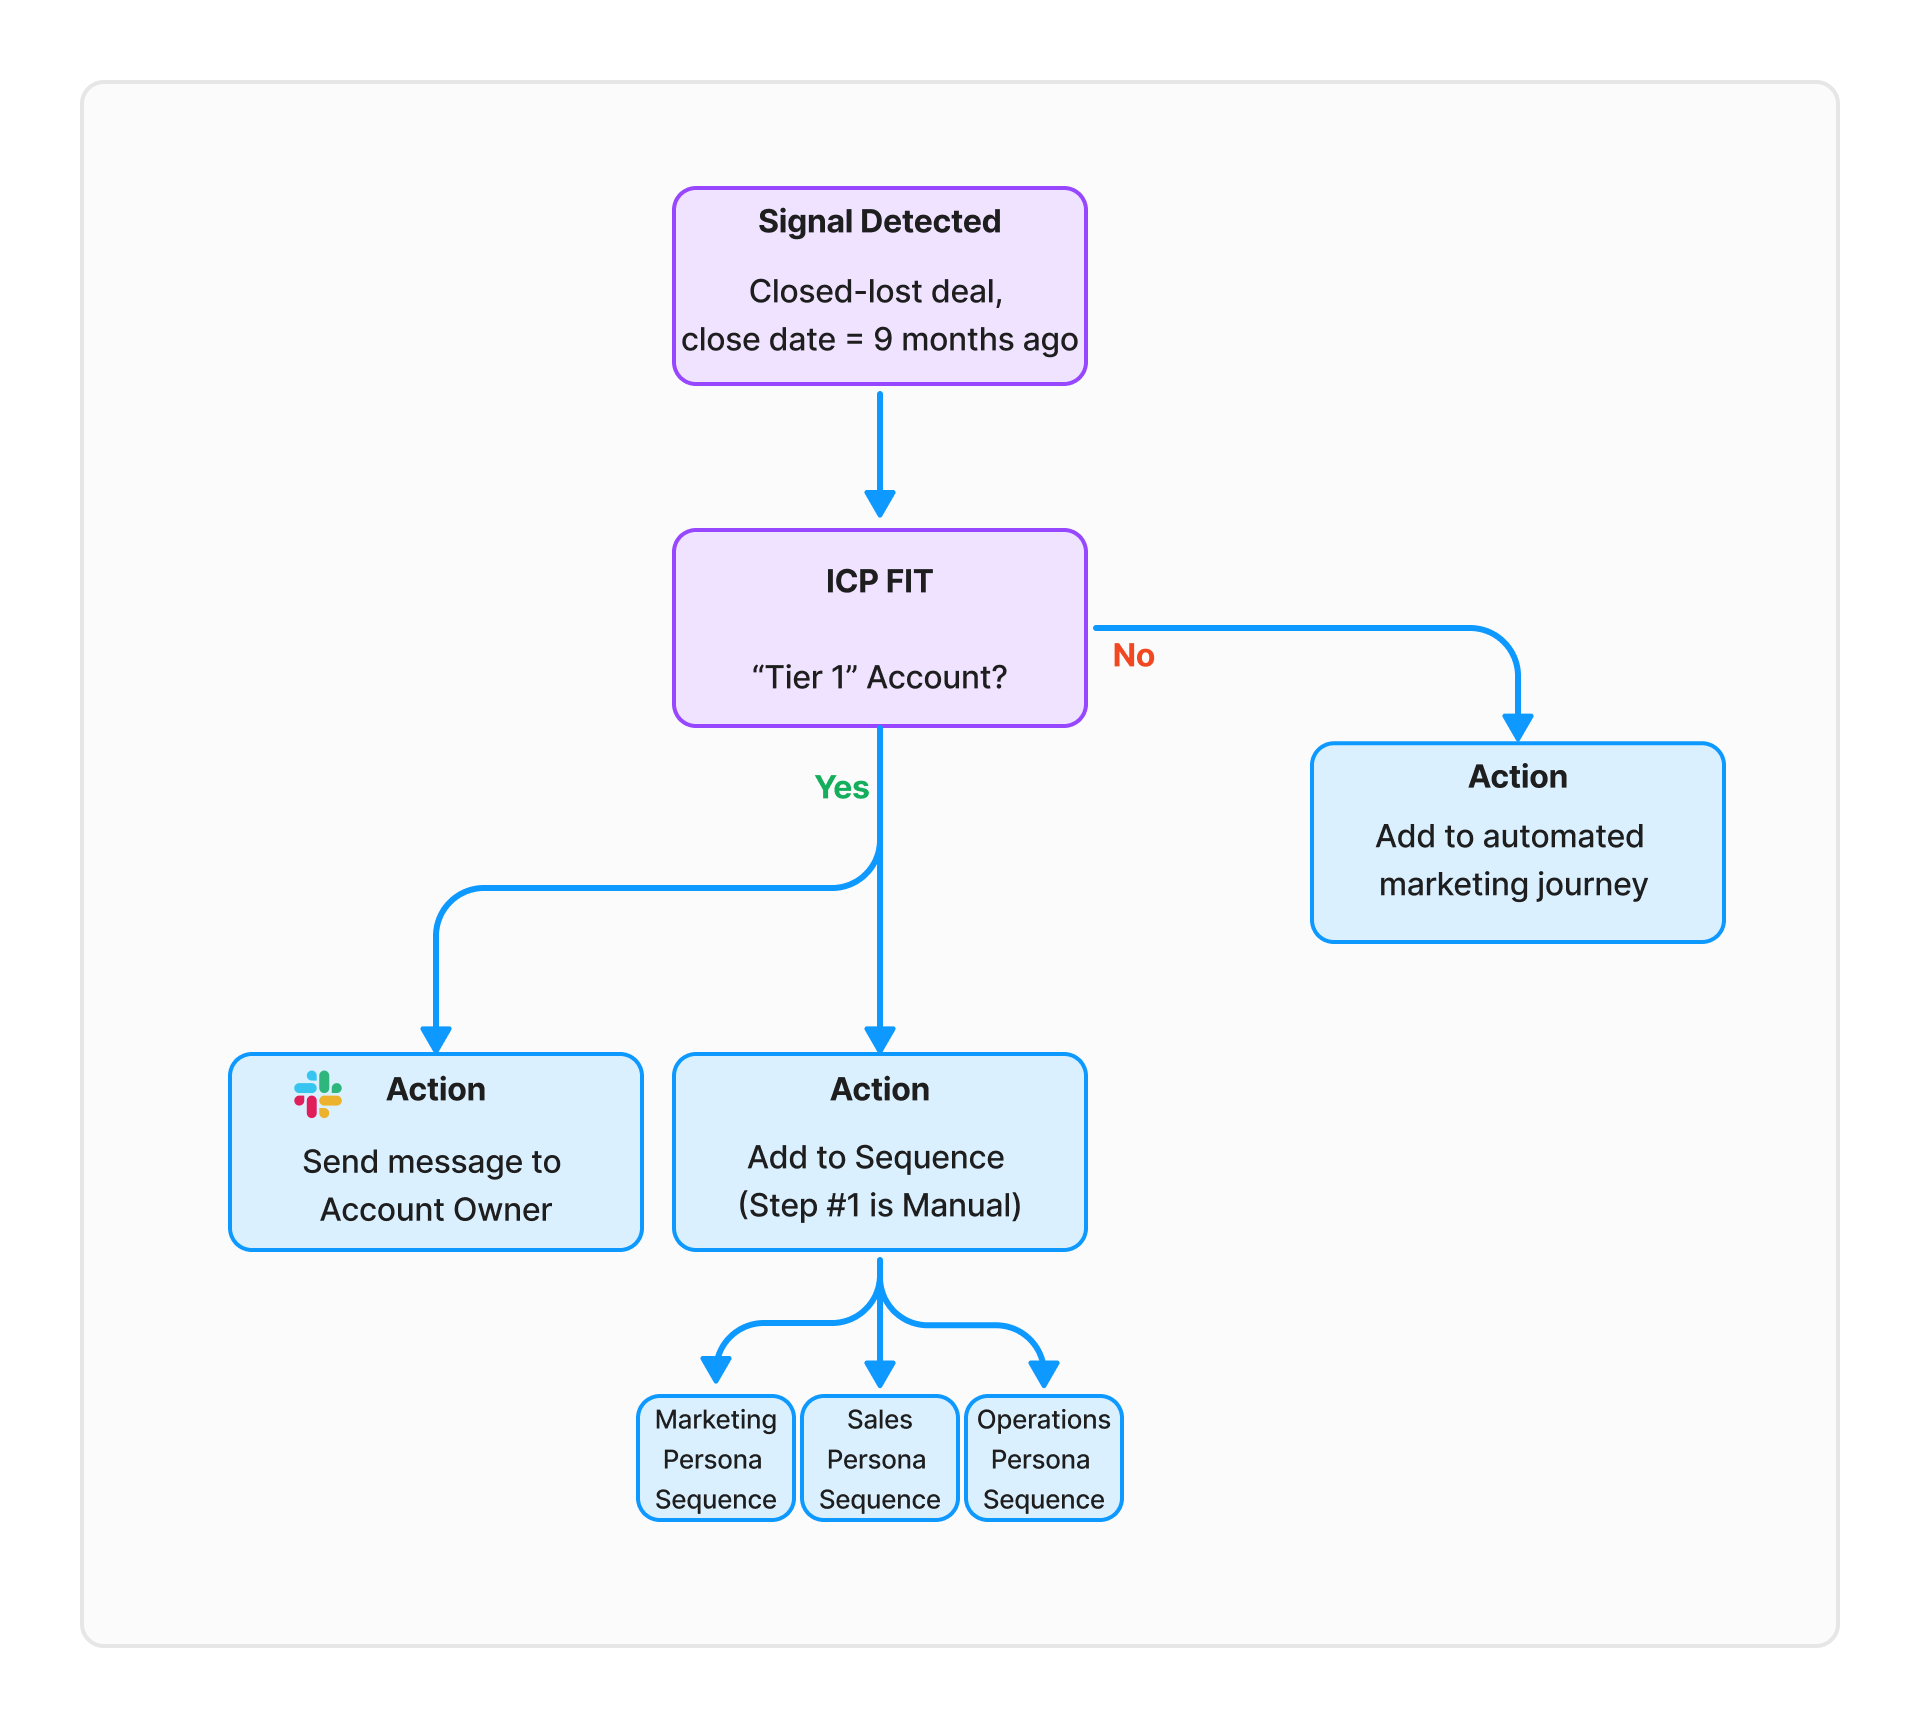 Signal Detected
Closed-lost deal,
close date = 9 months ago
ICP FIT
“Tier 1” Account?
No
Yes
Action
Add to automated
marketing journey
Action
Send message to
Account Owner
Action
Add to Sequence
(Step #1 is Manual)
Marketing
Persona
Sequence
Sales
Persona
Sequence
Operations
Persona
Sequence